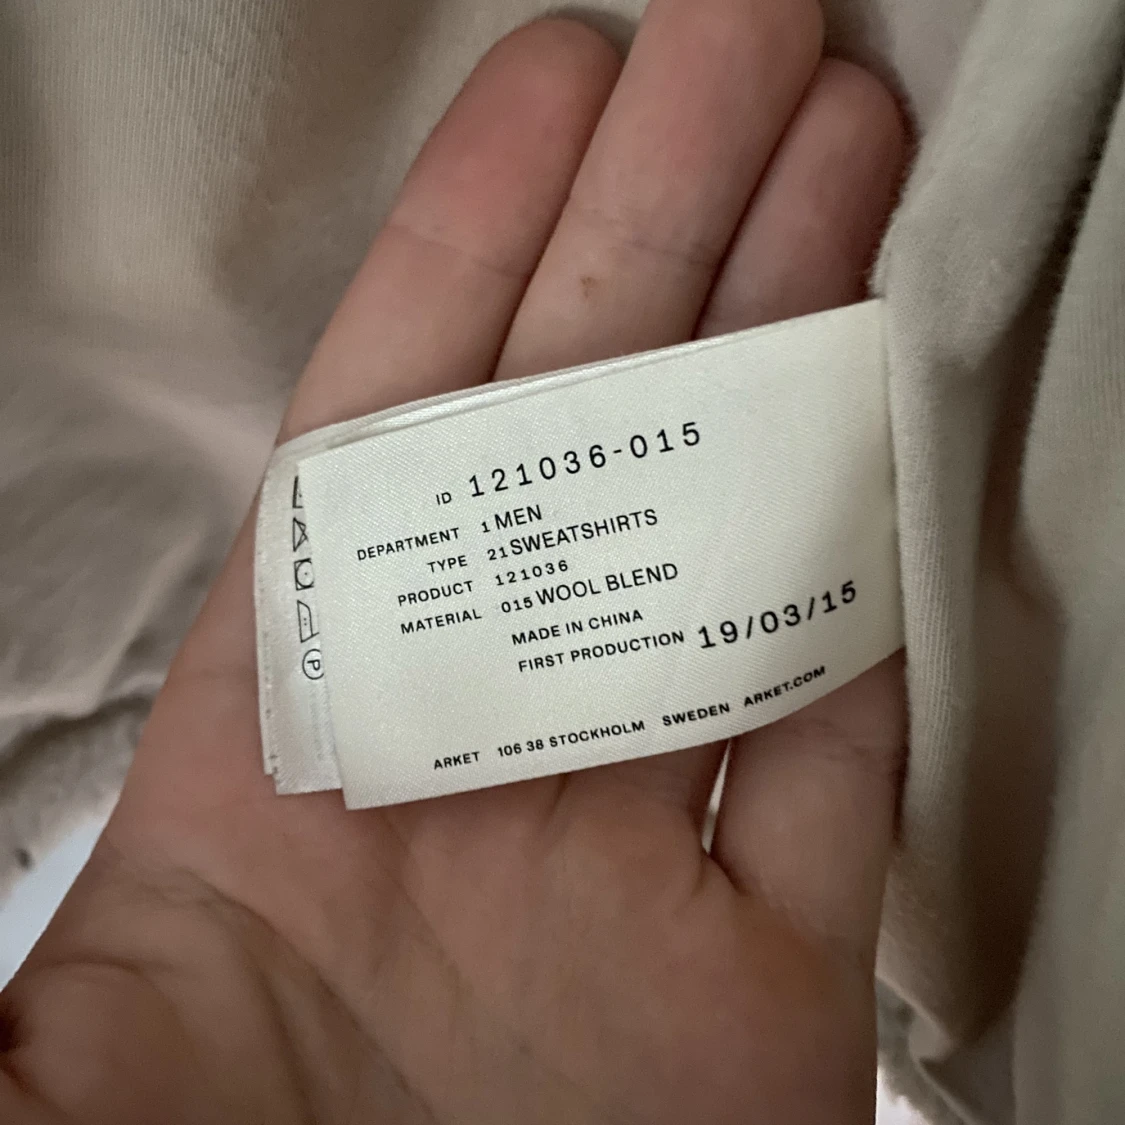 ID 121036-015
DEPARTMENT 1 MEN
TYPE 21 SWEATSHIRTS
PRODUCT 121036
MATERIAL 015 WOOL BLEND
MADE IN CHINA
FIRST PRODUCTION 19/03/15
ARKET 106 38 STOCKHOLM SWEDEN ARKET.COM
P